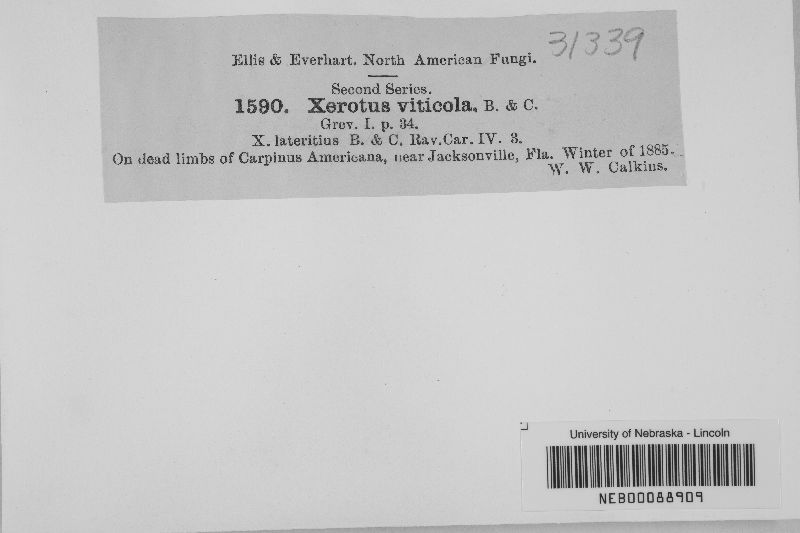 Ellis & Everhart. North American Fungi.
31339
Second Series.
1590. Xerotus viticola, B. & C.
Grev. I. p. 34.
X. lateritius B. & C. Rav. Car. IV. 3.
On dead limbs of Carpinus Americana, near Jacksonville, Fla. Winter of 1885.
W. W. Calkins.
University of Nebraska - Lincoln
NEB00088909